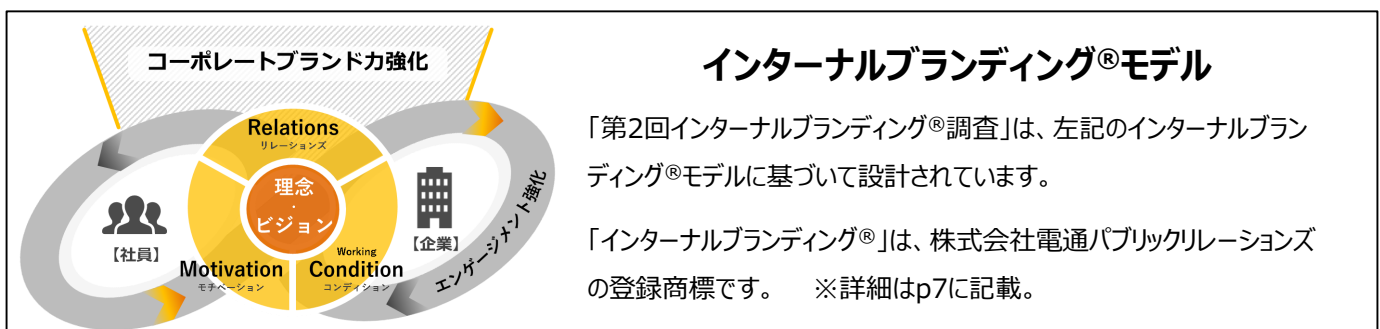 コーポレートブランド力強化
Relations
リレーションズ
理念
・
ビジョン
【社員】
【企業】
Motivation
モチベーション
Working
Condition
コンディション
エンゲージメント強化
インターナルブランディング®モデル
「第2回インターナルブランディング®調査」は、左記のインターナルブラン
ディング®モデルに基づいて設計されています。
「インターナルブランディング®」は、株式会社電通パブリックリレーションズ
の登録商標です。　※詳細はp7に記載。